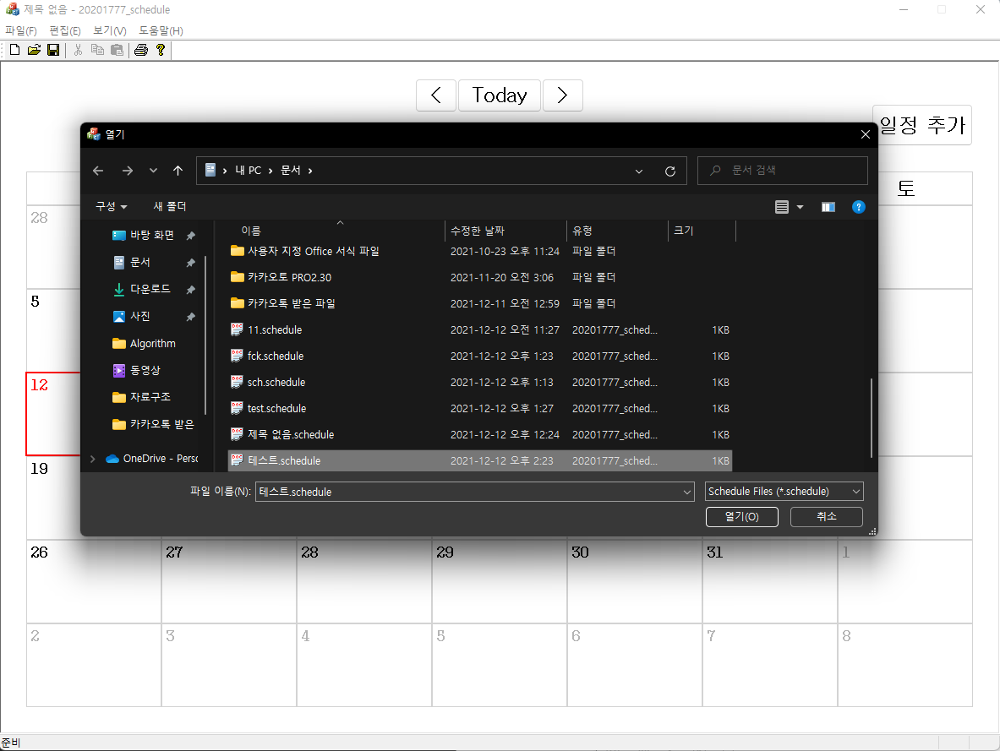 제목 없음 - 20201777_schedule
파일(F) 편집(E) 보기(V) 도움말(H)
< Today >
일정 추가
열기
내 PC > 문서 >
문서 검색
구성 새 폴더
이름 수정한 날짜 유형 크기
바탕 화면
문서
다운로드
사진
Algorithm
동영상
자료구조
카카오톡 받은
OneDrive - Persc
사용자 지정 Office 서식 파일 2021-10-23 오후 11:24 파일 폴더
카카오토 PRO2.30 2021-11-20 오전 3:06 파일 폴더
카카오톡 받은 파일 2021-12-11 오전 12:59 파일 폴더
11.schedule 2021-12-12 오전 11:27 20201777_sched... 1KB
fck.schedule 2021-12-12 오후 1:23 20201777_sched... 1KB
sch.schedule 2021-12-12 오후 1:13 20201777_sched... 1KB
test.schedule 2021-12-12 오후 1:27 20201777_sched... 1KB
제목 없음.schedule 2021-12-12 오후 12:24 20201777_sched... 1KB
테스트.schedule 2021-12-12 오후 2:23 20201777_sched... 1KB
파일 이름(N): 테스트.schedule Schedule Files (*.schedule)
열기(O) 취소
토
28
5
12
19
26 27 28 29 30 31 1
2 3 4 5 6 7 8
준비